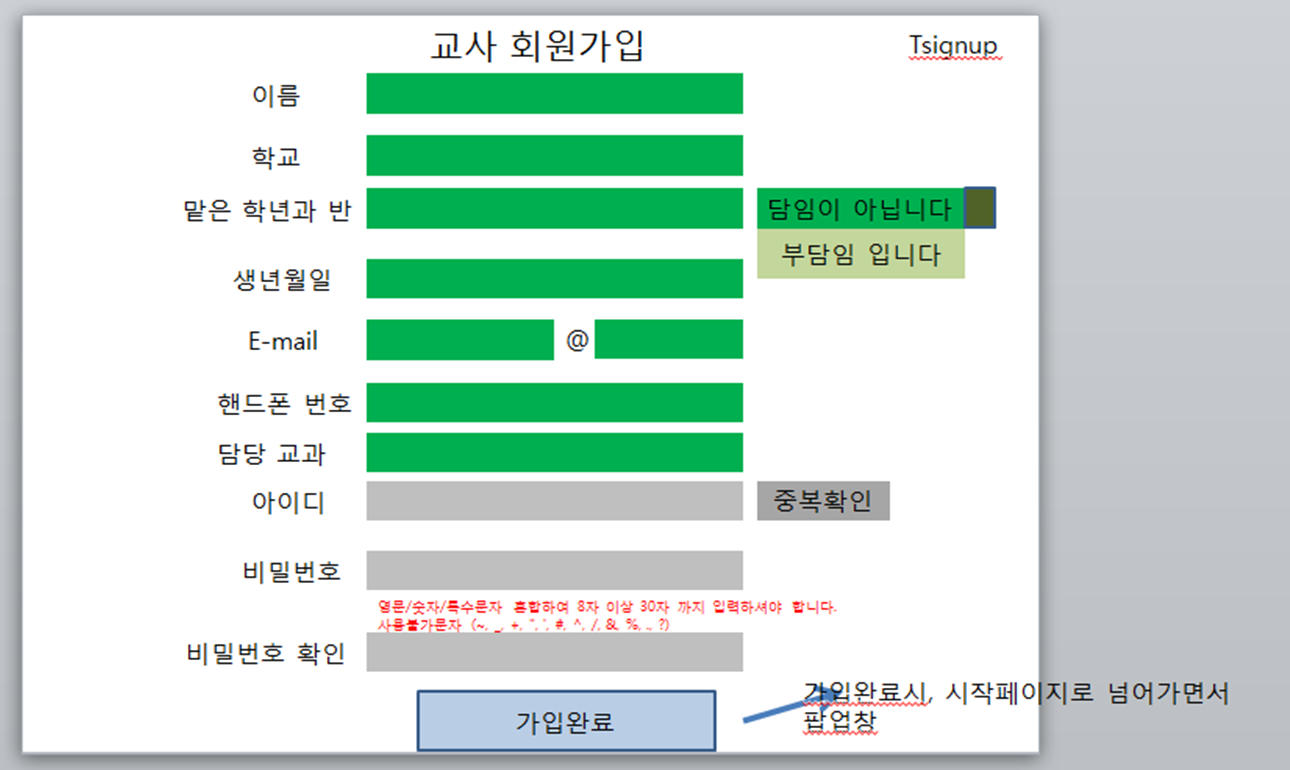 교사 회원가입
Tsignup
이름
학교
맡은 학년과 반
담임이 아닙니다
부담임 입니다
생년월일
E-mail
@
핸드폰 번호
담당 교과
아이디
중복확인
비밀번호
영문/숫자/특수문자 혼합하여 8자 이상 30자 까지 입력하셔야 합니다.
사용불가문자 (~, _, +, ", ', #, ^, /, &, %, ., ?)
비밀번호 확인
가입완료
가입완료시, 시작페이지로 넘어가면서
팝업창